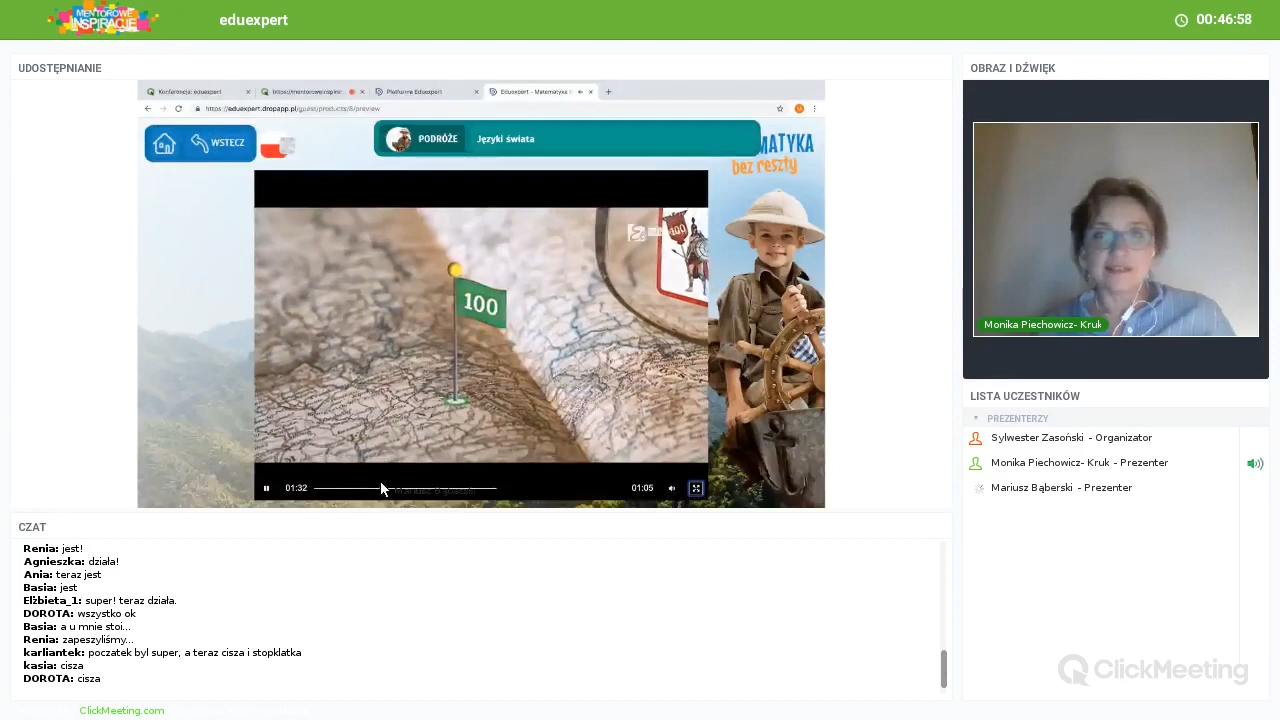 MENTOROWE
INSPIRACJE
eduexpert
00:46:58
UDOSTĘPNIANIE
OBRAZ I DŹWIĘK
Konferencja: eduexpert
Platforma Eduexpert
Eduexpert - Matematyka
https://eduexpert.dropapp.pl/guest/products/8/preview
WSTECZ
PODRÓŻE
Języki świata
MATYKA
bez reszty
100
100
01:32
01:05
Mariusz Bąberski
Monika Piechowicz- Kruk
LISTA UCZESTNIKÓW
PREZENTERZY
Sylwester Zasoński - Organizator
Monika Piechowicz- Kruk - Prezenter
Mariusz Bąberski - Prezenter
CZAT
Renia: jest!
Agnieszka: działa!
Ania: teraz jest
Basia: jest
Elżbieta_1: super! teraz działa.
DOROTA: wszystko ok
Basia: a u mnie stoi...
Renia: zapeszyliśmy...
karliantek: poczatek byl super, a teraz cisza i stopklatka
kasia: cisza
DOROTA: cisza
ClickMeeting
ClickMeeting.com